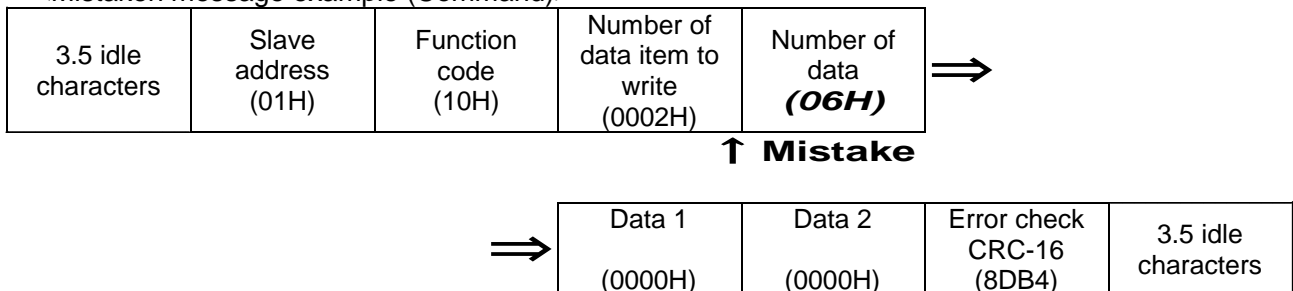 Mistaken message example (Command).
3.5 idle
characters
Slave
address
(01H)
Function
code
(10H)
Number of
data item to
write
(0002H)
Number of
data
(06H)
⇒
↑ Mistake
⇒
Data 1
(0000H)
Data 2
(0000H)
Error check
CRC-16
(8DB4)
3.5 idle
characters